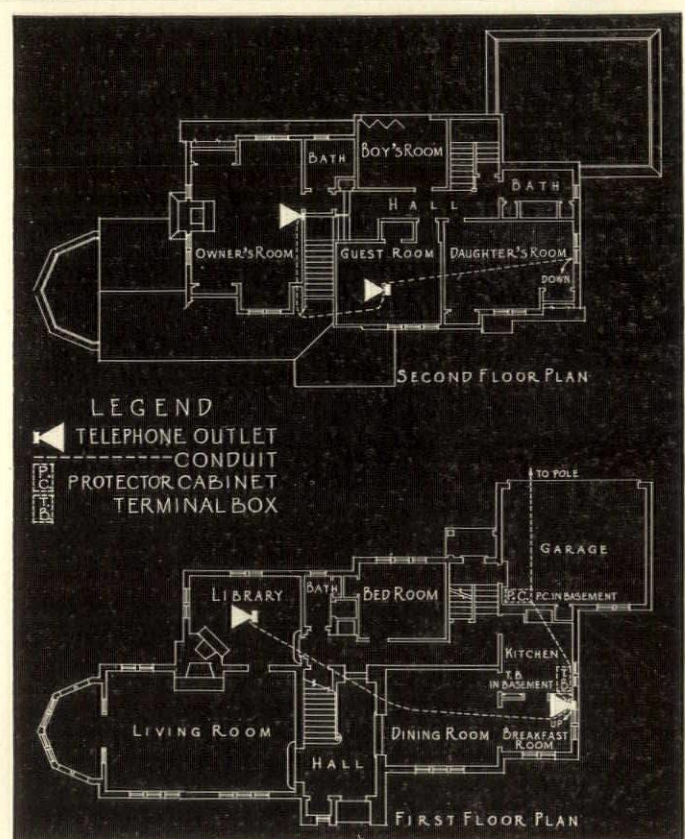 BATH
BOY'S ROOM
BATH
HALL
OWNER'S ROOM
GUEST ROOM
DAUGHTER'S ROOM
DOWN
SECOND FLOOR PLAN
LEGEND
TELEPHONE OUTLET
CONDUIT
P.C. PROTECTOR CABINET
T.B. TERMINAL BOX
TO POLE
GARAGE
LIBRARY
BATH
BED ROOM
P.C. P.C. IN BASEMENT
KITCHEN
T.B.
IN BASEMENT
T.B.
UP
LIVING ROOM
HALL
DINING ROOM
BREAKFAST
ROOM
FIRST FLOOR PLAN